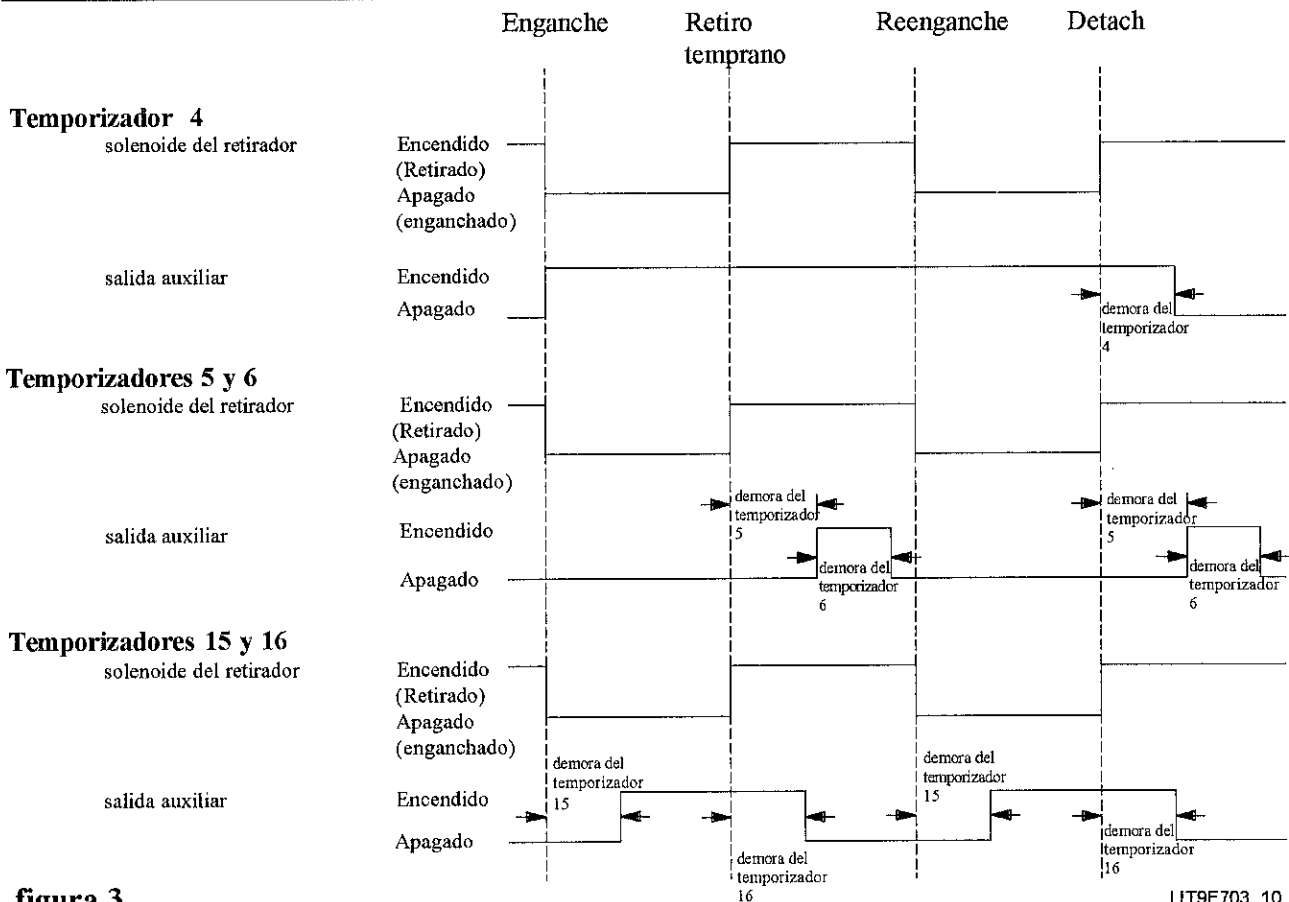 Enganche
Retiro
temprano
Reenganche
Detach
Temporizador 4
solenoide del retirador
Encendido
(Retirado)
Apagado
(enganchado)
salida auxiliar
Encendido
Apagado
demora del
temporizador
4
Temporizadores 5 y 6
solenoide del retirador
Encendido
(Retirado)
Apagado
(enganchado)
salida auxiliar
Encendido
Apagado
demora del
temporizador
5
demora del
temporizador
6
demora del
temporizador
5
demora del
temporizador
6
Temporizadores 15 y 16
solenoide del retirador
Encendido
(Retirado)
Apagado
(enganchado)
salida auxiliar
Encendido
Apagado
demora del
temporizador
15
demora del
temporizador
16
demora del
temporizador
15
demora del
temporizador
16
figura 3
UT9F703 10